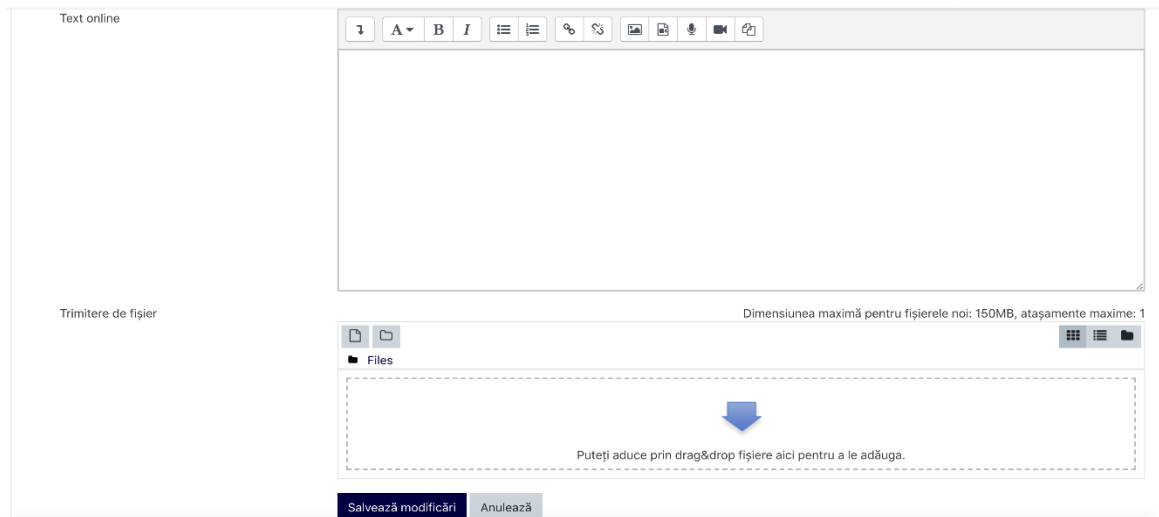 Text online
A B I
Trimitere de fișier
Dimensiunea maximă pentru fișierele noi: 150MB, atașamente maxime: 1
Files
Puteți aduce prin drag&drop fișiere aici pentru a le adăuga.
Salvează modificări Anulează